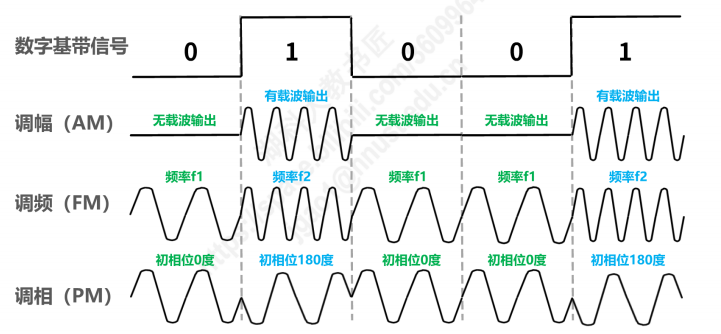 数字基带信号
0 1 0 0 1
有载波输出 有载波输出
调幅（AM） 无载波输出 无载波输出 无载波输出
频率f1 频率f2 频率f1 频率f1 频率f2
调频（FM）
初相位0度 初相位180度 初相位0度 初相位0度 初相位180度
调相（PM）